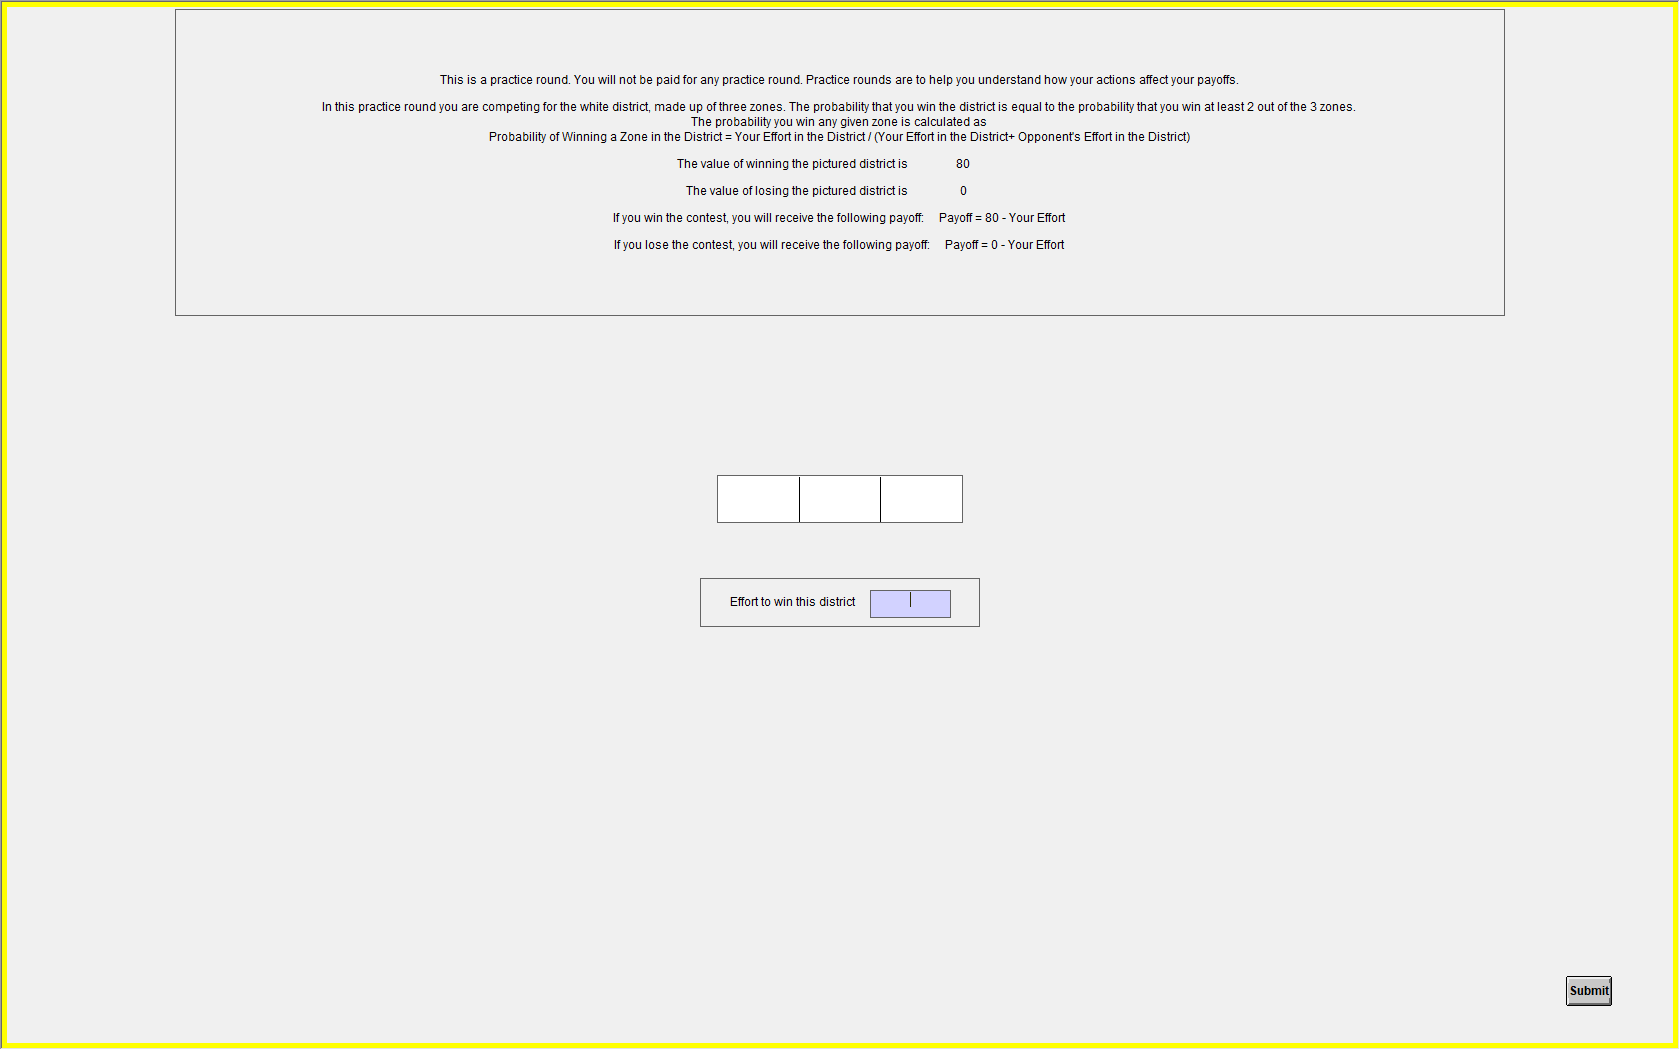 This is a practice round. You will not be paid for any practice round. Practice rounds are to help you understand how your actions affect your payoffs.
In this practice round you are competing for the white district, made up of three zones. The probability that you win the district is equal to the probability that you win at least 2 out of the 3 zones.
The probability you win any given zone is calculated as
Probability of Winning a Zone in the District = Your Effort in the District / (Your Effort in the District+ Opponent's Effort in the District)
The value of winning the pictured district is 80
The value of losing the pictured district is 0
If you win the contest, you will receive the following payoff: Payoff = 80 - Your Effort
If you lose the contest, you will receive the following payoff: Payoff = 0 - Your Effort
Effort to win this district
Submit